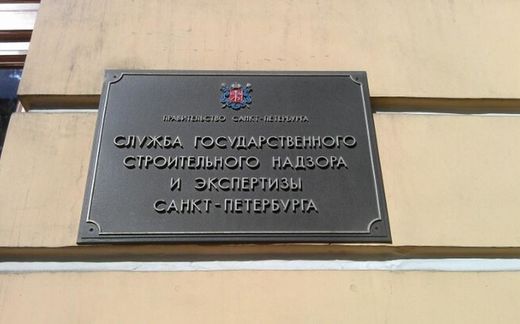 ПРАВИТЕЛЬСТВО САНКТ-ПЕТЕРБУРГА
СЛУЖБА ГОСУДАРСТВЕННОГО
СТРОИТЕЛЬНОГО НАДЗОРА
И ЭКСПЕРТИЗЫ
САНКТ-ПЕТЕРБУРГА